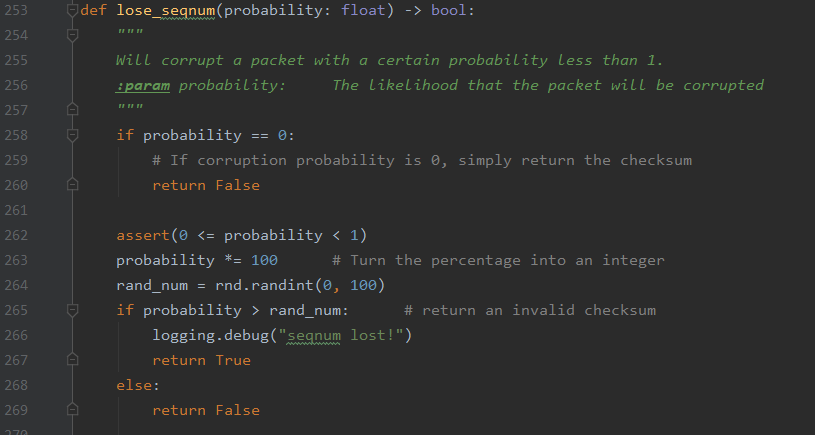 253 def lose_seqnum(probability: float) -> bool:
254     """
255     Will corrupt a packet with a certain probability less than 1.
256     :param probability:     The likelihood that the packet will be corrupted
257     """
258     if probability == 0:
259         # If corruption probability is 0, simply return the checksum
260         return False
261
262     assert(0 <= probability < 1)
263     probability *= 100      # Turn the percentage into an integer
264     rand_num = rnd.randint(0, 100)
265     if probability > rand_num:      # return an invalid checksum
266         logging.debug("seqnum lost!")
267         return True
268     else:
269         return False
270